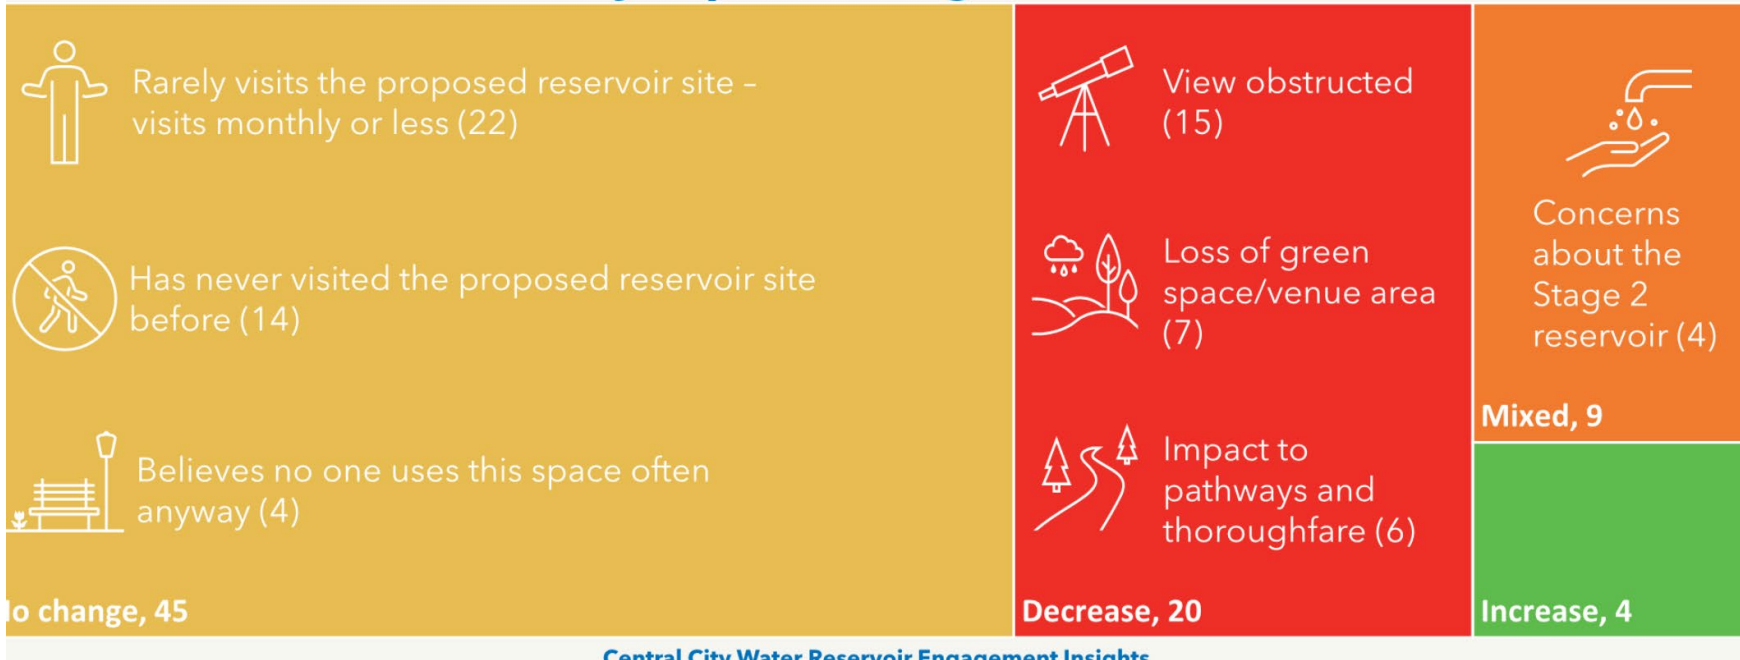 Rarely visits the proposed reservoir site –
visits monthly or less (22)
Has never visited the proposed reservoir site
before (14)
Believes no one uses this space often
anyway (4)
o change, 45
View obstructed
(15)
Loss of green
space/venue area
(7)
Impact to
pathways and
thoroughfare (6)
Decrease, 20
Concerns
about the
Stage 2
reservoir (4)
Mixed, 9
Increase, 4
Central City Water Reservoir Engagement Insights